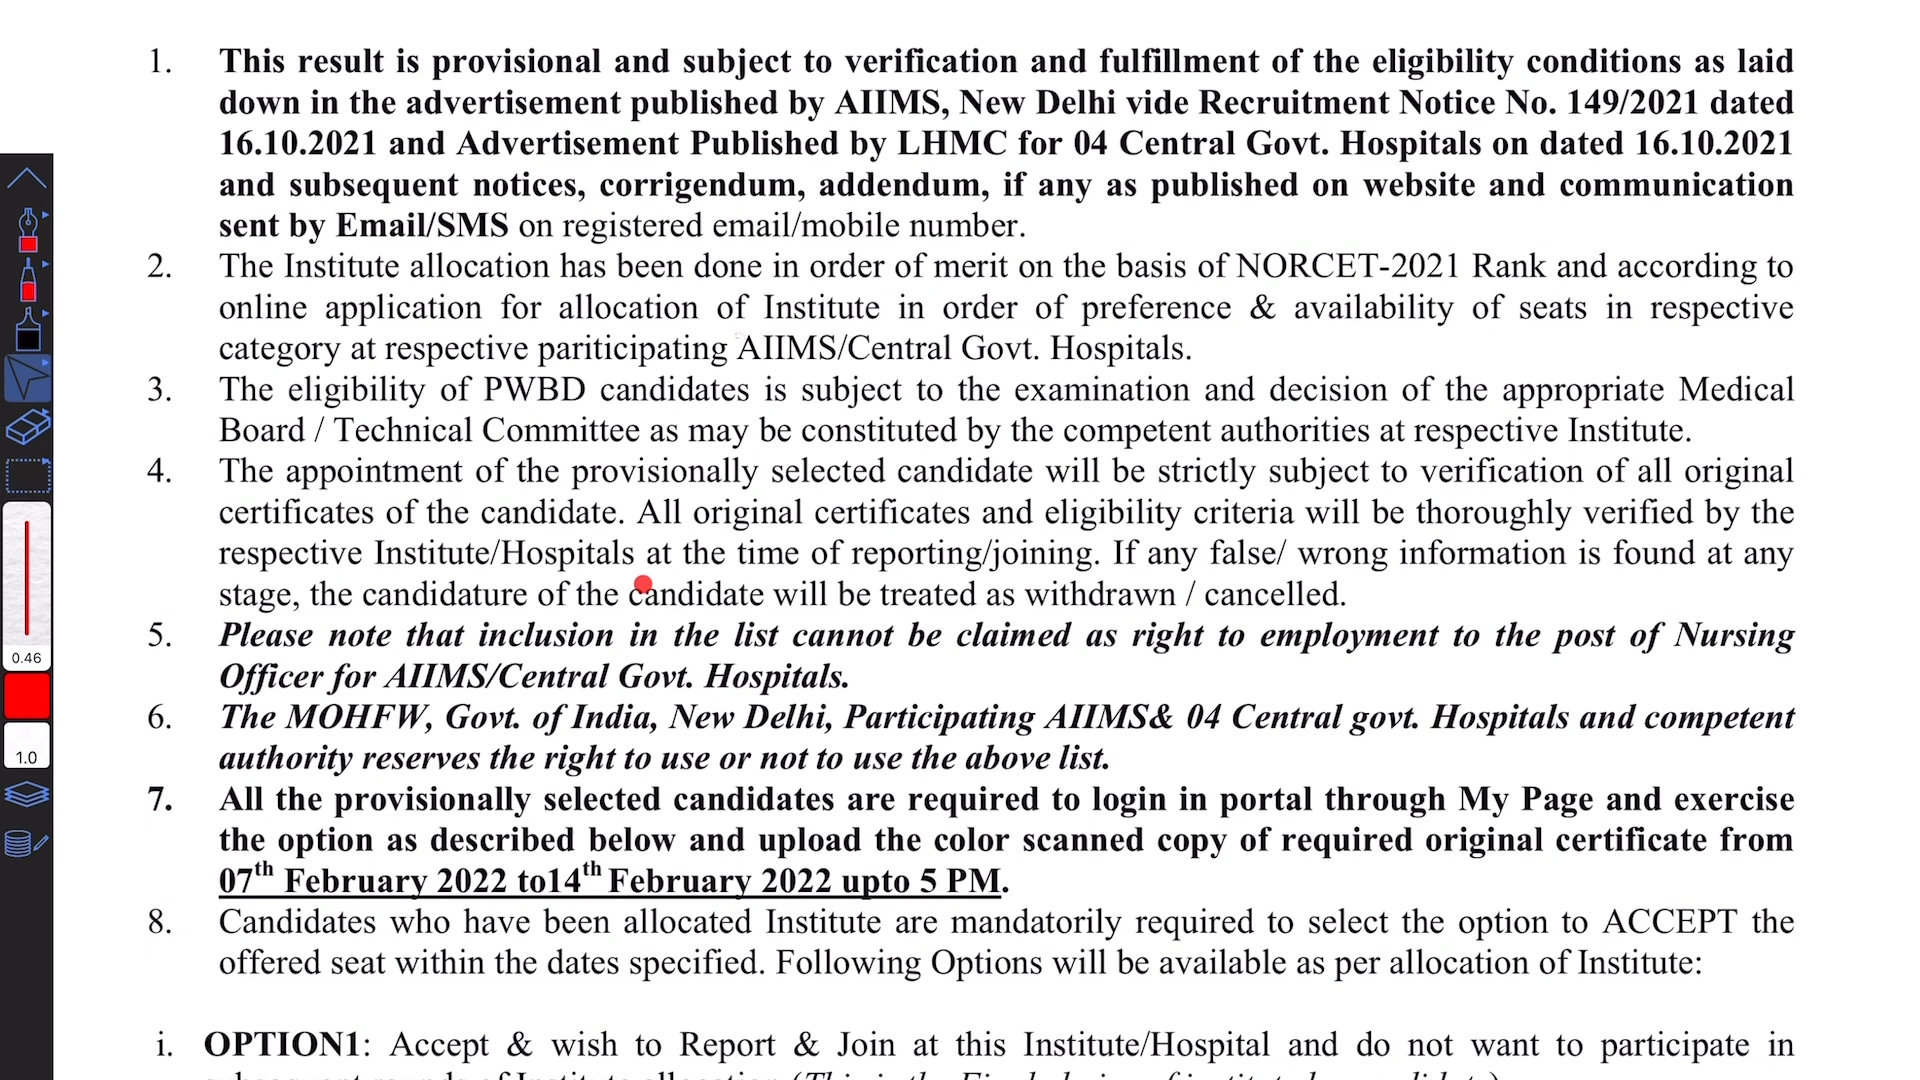 1. This result is provisional and subject to verification and fulfillment of the eligibility conditions as laid
down in the advertisement published by AIIMS, New Delhi vide Recruitment Notice No. 149/2021 dated
16.10.2021 and Advertisement Published by LHMC for 04 Central Govt. Hospitals on dated 16.10.2021
and subsequent notices, corrigendum, addendum, if any as published on website and communication
sent by Email/SMS on registered email/mobile number.
2. The Institute allocation has been done in order of merit on the basis of NORCET-2021 Rank and according to
online application for allocation of Institute in order of preference & availability of seats in respective
category at respective pariticipating AIIMS/Central Govt. Hospitals.
3. The eligibility of PWBD candidates is subject to the examination and decision of the appropriate Medical
Board / Technical Committee as may be constituted by the competent authorities at respective Institute.
4. The appointment of the provisionally selected candidate will be strictly subject to verification of all original
certificates of the candidate. All original certificates and eligibility criteria will be thoroughly verified by the
respective Institute/Hospitals at the time of reporting/joining. If any false/ wrong information is found at any
stage, the candidature of the candidate will be treated as withdrawn / cancelled.
5. Please note that inclusion in the list cannot be claimed as right to employment to the post of Nursing
Officer for AIIMS/Central Govt. Hospitals.
6. The MOHFW, Govt. of India, New Delhi, Participating AIIMS& 04 Central govt. Hospitals and competent
authority reserves the right to use or not to use the above list.
7. All the provisionally selected candidates are required to login in portal through My Page and exercise
the option as described below and upload the color scanned copy of required original certificate from
07th February 2022 to14th February 2022 upto 5 PM.
8. Candidates who have been allocated Institute are mandatorily required to select the option to ACCEPT the
offered seat within the dates specified. Following Options will be available as per allocation of Institute:
i. OPTION1: Accept & wish to Report & Join at this Institute/Hospital and do not want to participate in
0.46
1.0